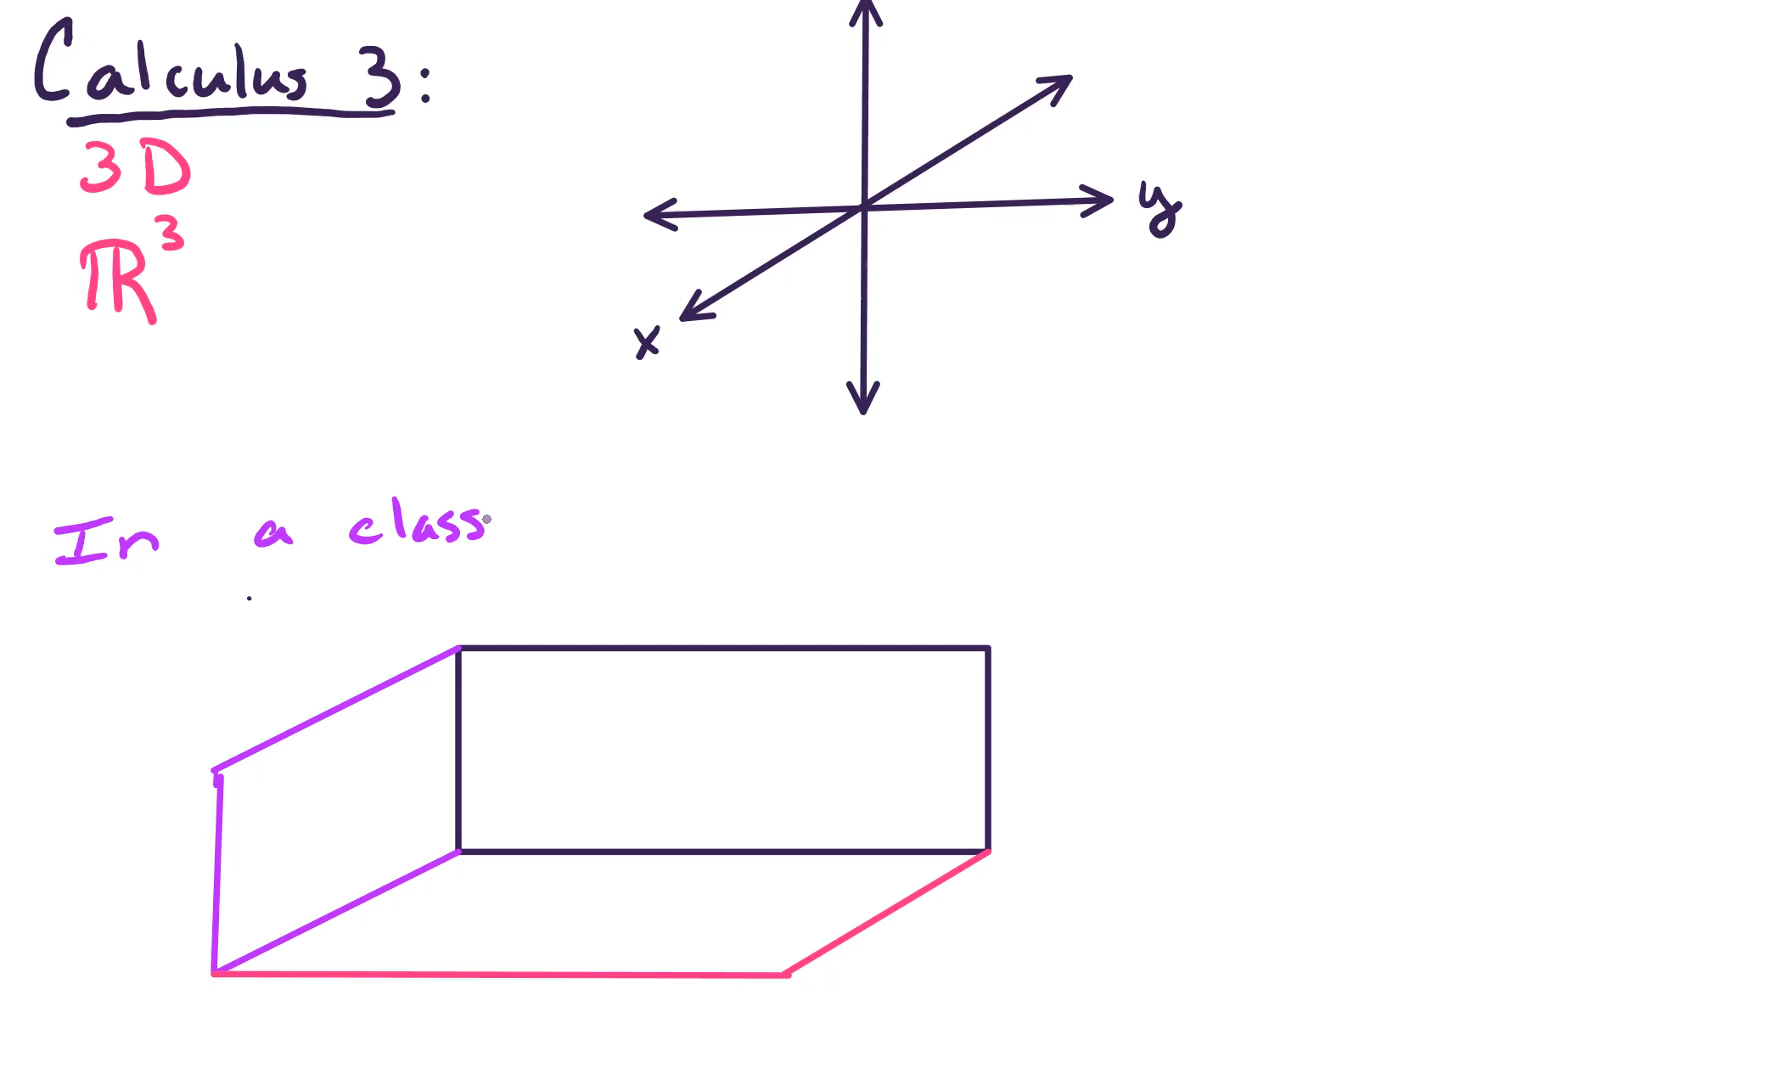 Calculus 3:
3D
ℝ³
y
x
In a class